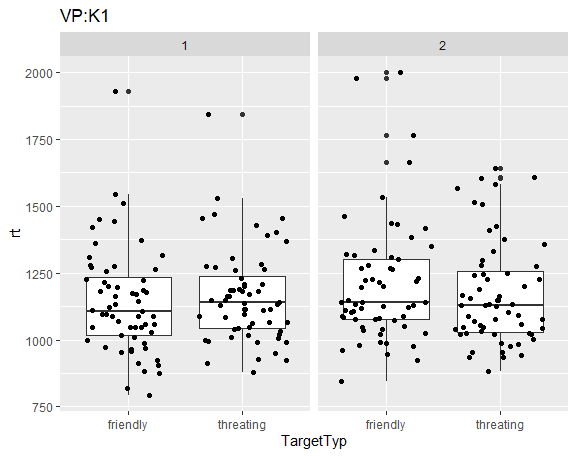 VP:K1
1 2
2000
1750
1500
1250
1000
750
rt
friendly threating friendly threating
TargetTyp